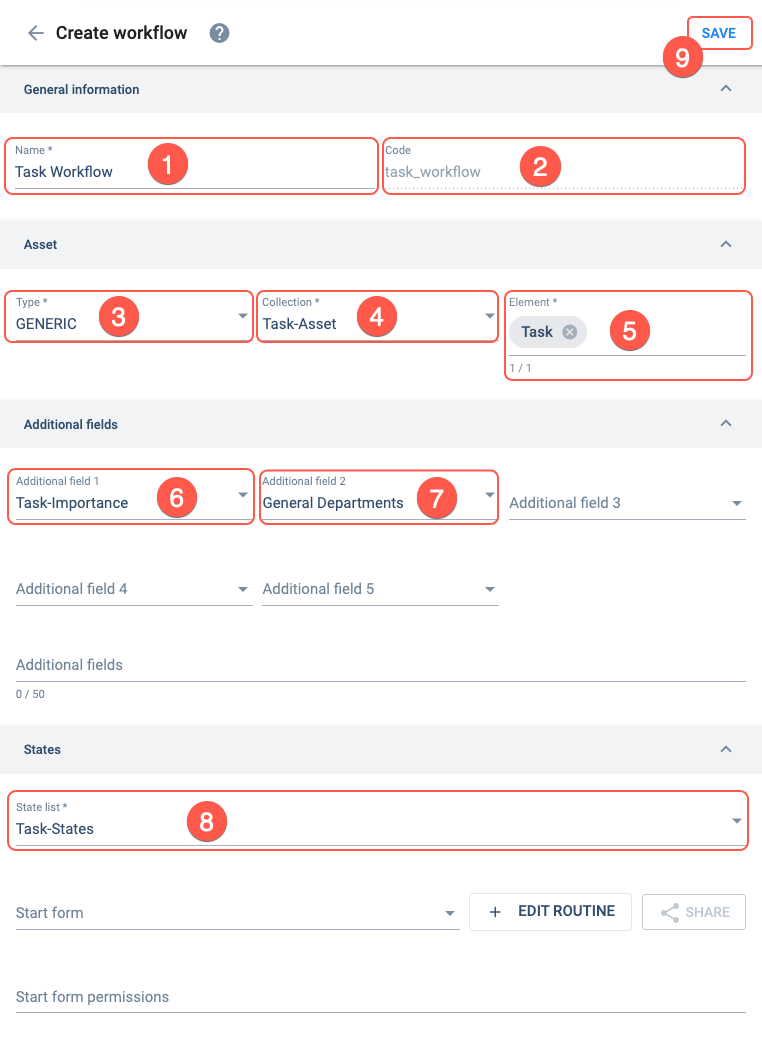 Create workflow ?
SAVE
9
General information
Name *
Task Workflow
1
Code
task_workflow
2
Asset
Type *
GENERIC
3
Collection *
Task-Asset
4
Element *
Task
5
1 / 1
Additional fields
Additional field 1
Task-Importance
6
Additional field 2
General Departments
7
Additional field 3
Additional field 4
Additional field 5
Additional fields
0 / 50
States
State list *
Task-States
8
Start form
+ EDIT ROUTINE
SHARE
Start form permissions